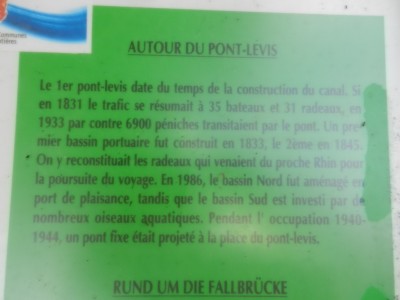 AUTOUR DU PONT-LEVIS
Le 1er pont-levis date du temps de la construction du canal. Si
en 1831 le trafic se résumait à 35 bateaux et 31 radeaux, en
1933 par contre 6900 péniches transitaient par le pont. Un pre
mier bassin portuaire fut construit en 1833, le 2ème en 1845.
On y reconstituait les radeaux qui venaient du proche Rhin pour
la poursuite du voyage. En 1986, le bassin Nord fut aménagé en
port de plaisance, tandis que le bassin Sud est investi par de
nombreux oiseaux aquatiques. Pendant l' occupation 1940-
1944, un pont fixe était projeté à la place du pont-levis.
RUND UM DIE FALLBRÜCKE